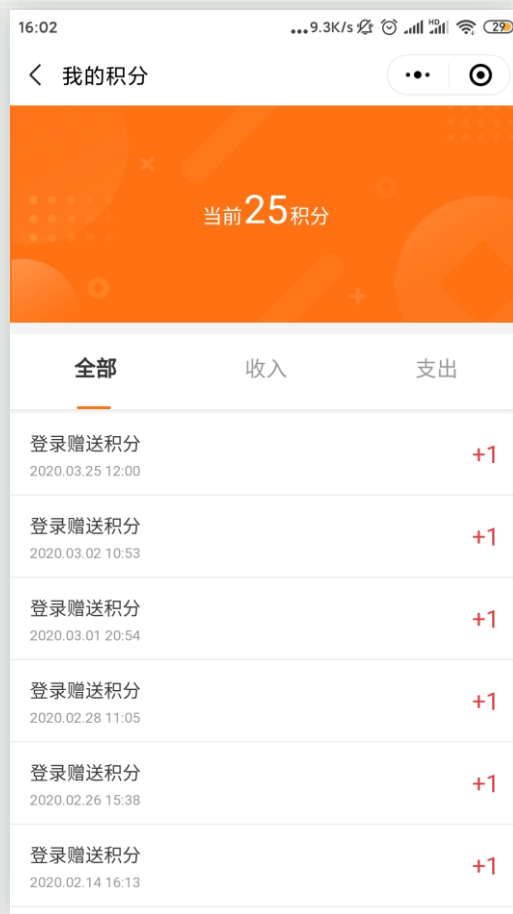 16:02
...9.3K/s
HD
29
我的积分
当前25积分
全部
收入
支出
登录赠送积分
+1
2020.03.25 12:00
登录赠送积分
+1
2020.03.02 10:53
登录赠送积分
+1
2020.03.01 20:54
登录赠送积分
+1
2020.02.28 11:05
登录赠送积分
+1
2020.02.26 15:38
登录赠送积分
+1
2020.02.14 16:13